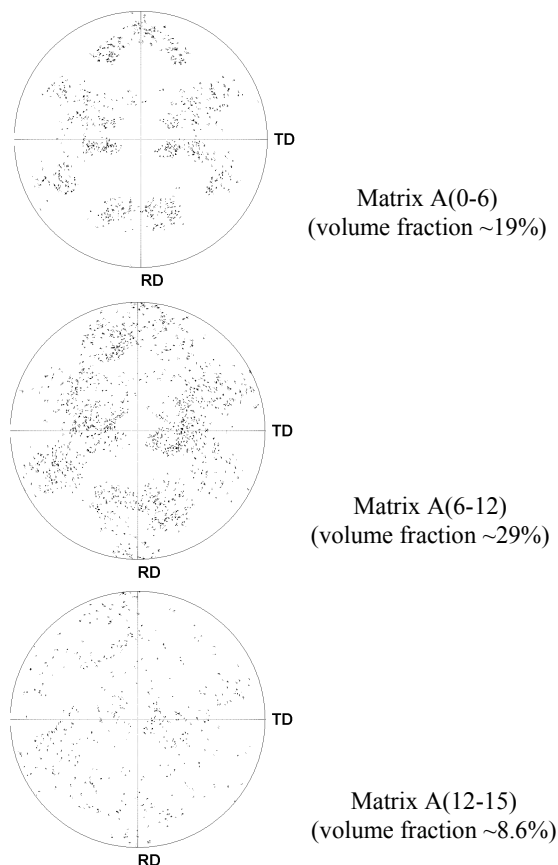 TD
Matrix A(0-6)
(volume fraction ~19%)
RD
TD
Matrix A(6-12)
(volume fraction ~29%)
RD
TD
Matrix A(12-15)
(volume fraction ~8.6%)
RD